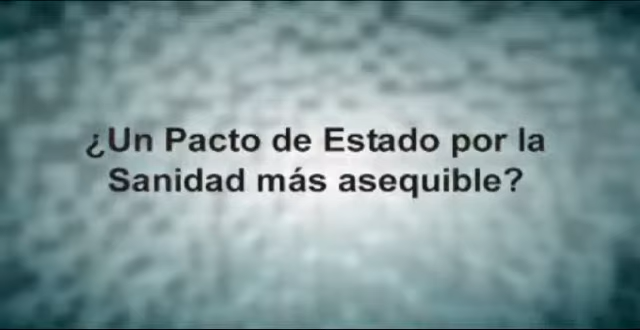 ¿Un Pacto de Estado por la
Sanidad más asequible?